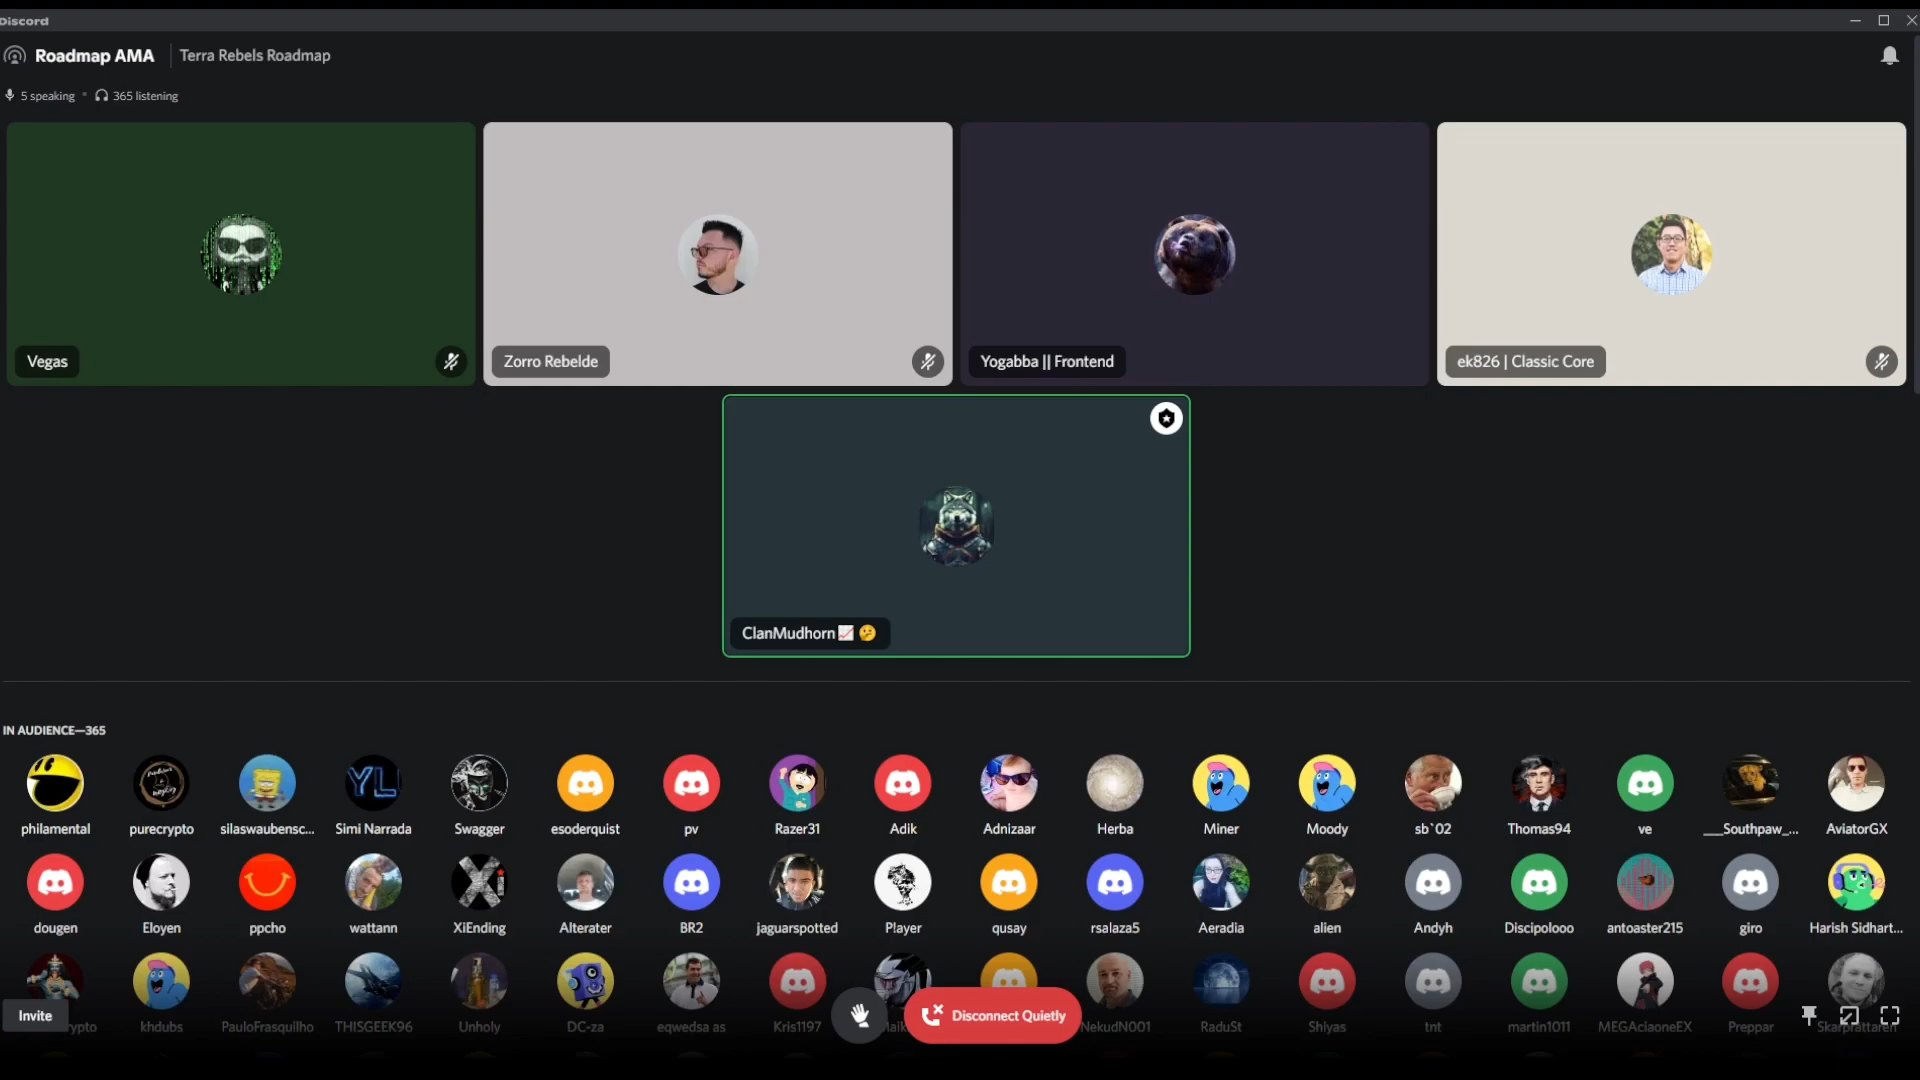 Discord
Roadmap AMA Terra Rebels Roadmap
5 speaking • 365 listening
Vegas
Zorro Rebelde
Yogabba || Frontend
ek826 | Classic Core
ClanMudhorn📈 🤔
IN AUDIENCE—365
philamental purecrypto silaswaubensc... Simi Narrada Swagger esoderquist pv Razer31 Adik Adnizaar Herba Miner Moody sb`02 Thomas94 ve ___Southpaw_... AviatorGX
dougen Eloyen ppcho wattann XiEnding Alterater BR2 jaguarspotted Player qusay rsalaza5 Aeradia alien Andyh Discipolooo antoaster215 giro Harish Sidhart...
Invite
Disconnect Quietly
khdubs PauloFrasquilho THISGEEK96 Unholy DC-za eqwedsa as Kris1197 NekudN001 RaduSt Shiyas tnt martin1011 MEGAciaoneEX Preppar Skarprattaren